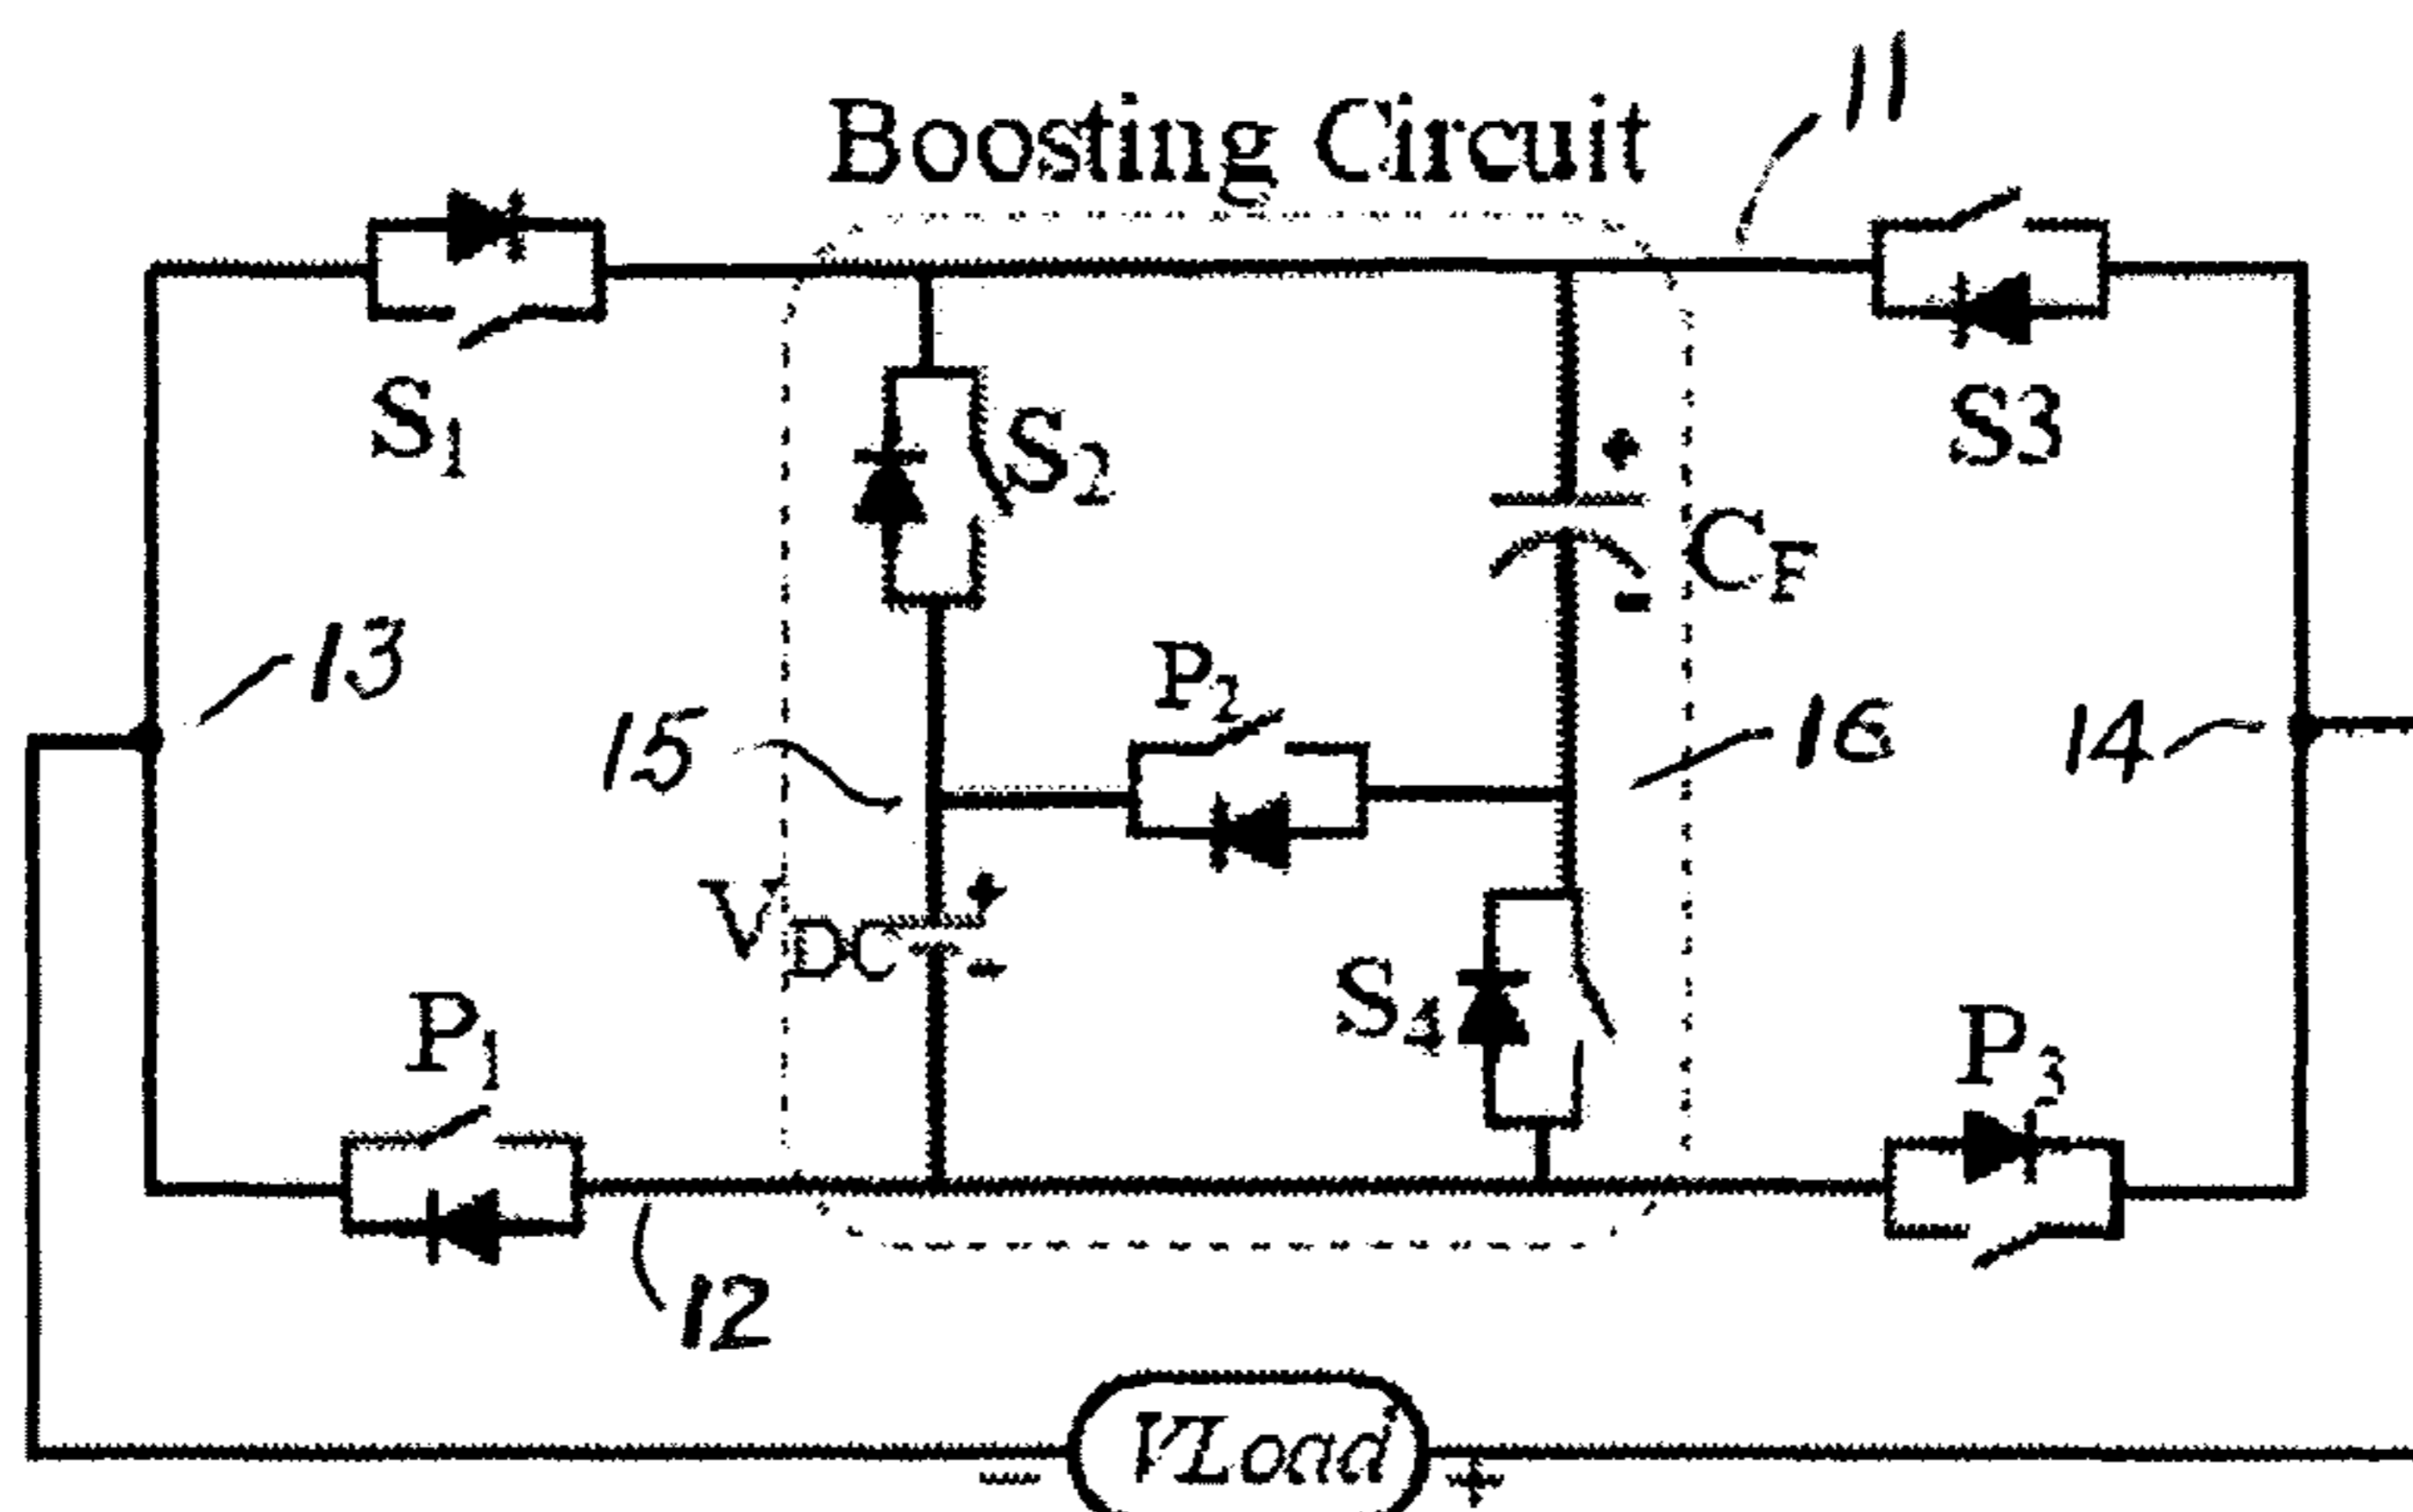 11
Boosting Circuit
S1
S2
S3
+
CF
-
13
P2
15
16
14
VDC
+
-
S4
P1
P3
12
VLoad
- +